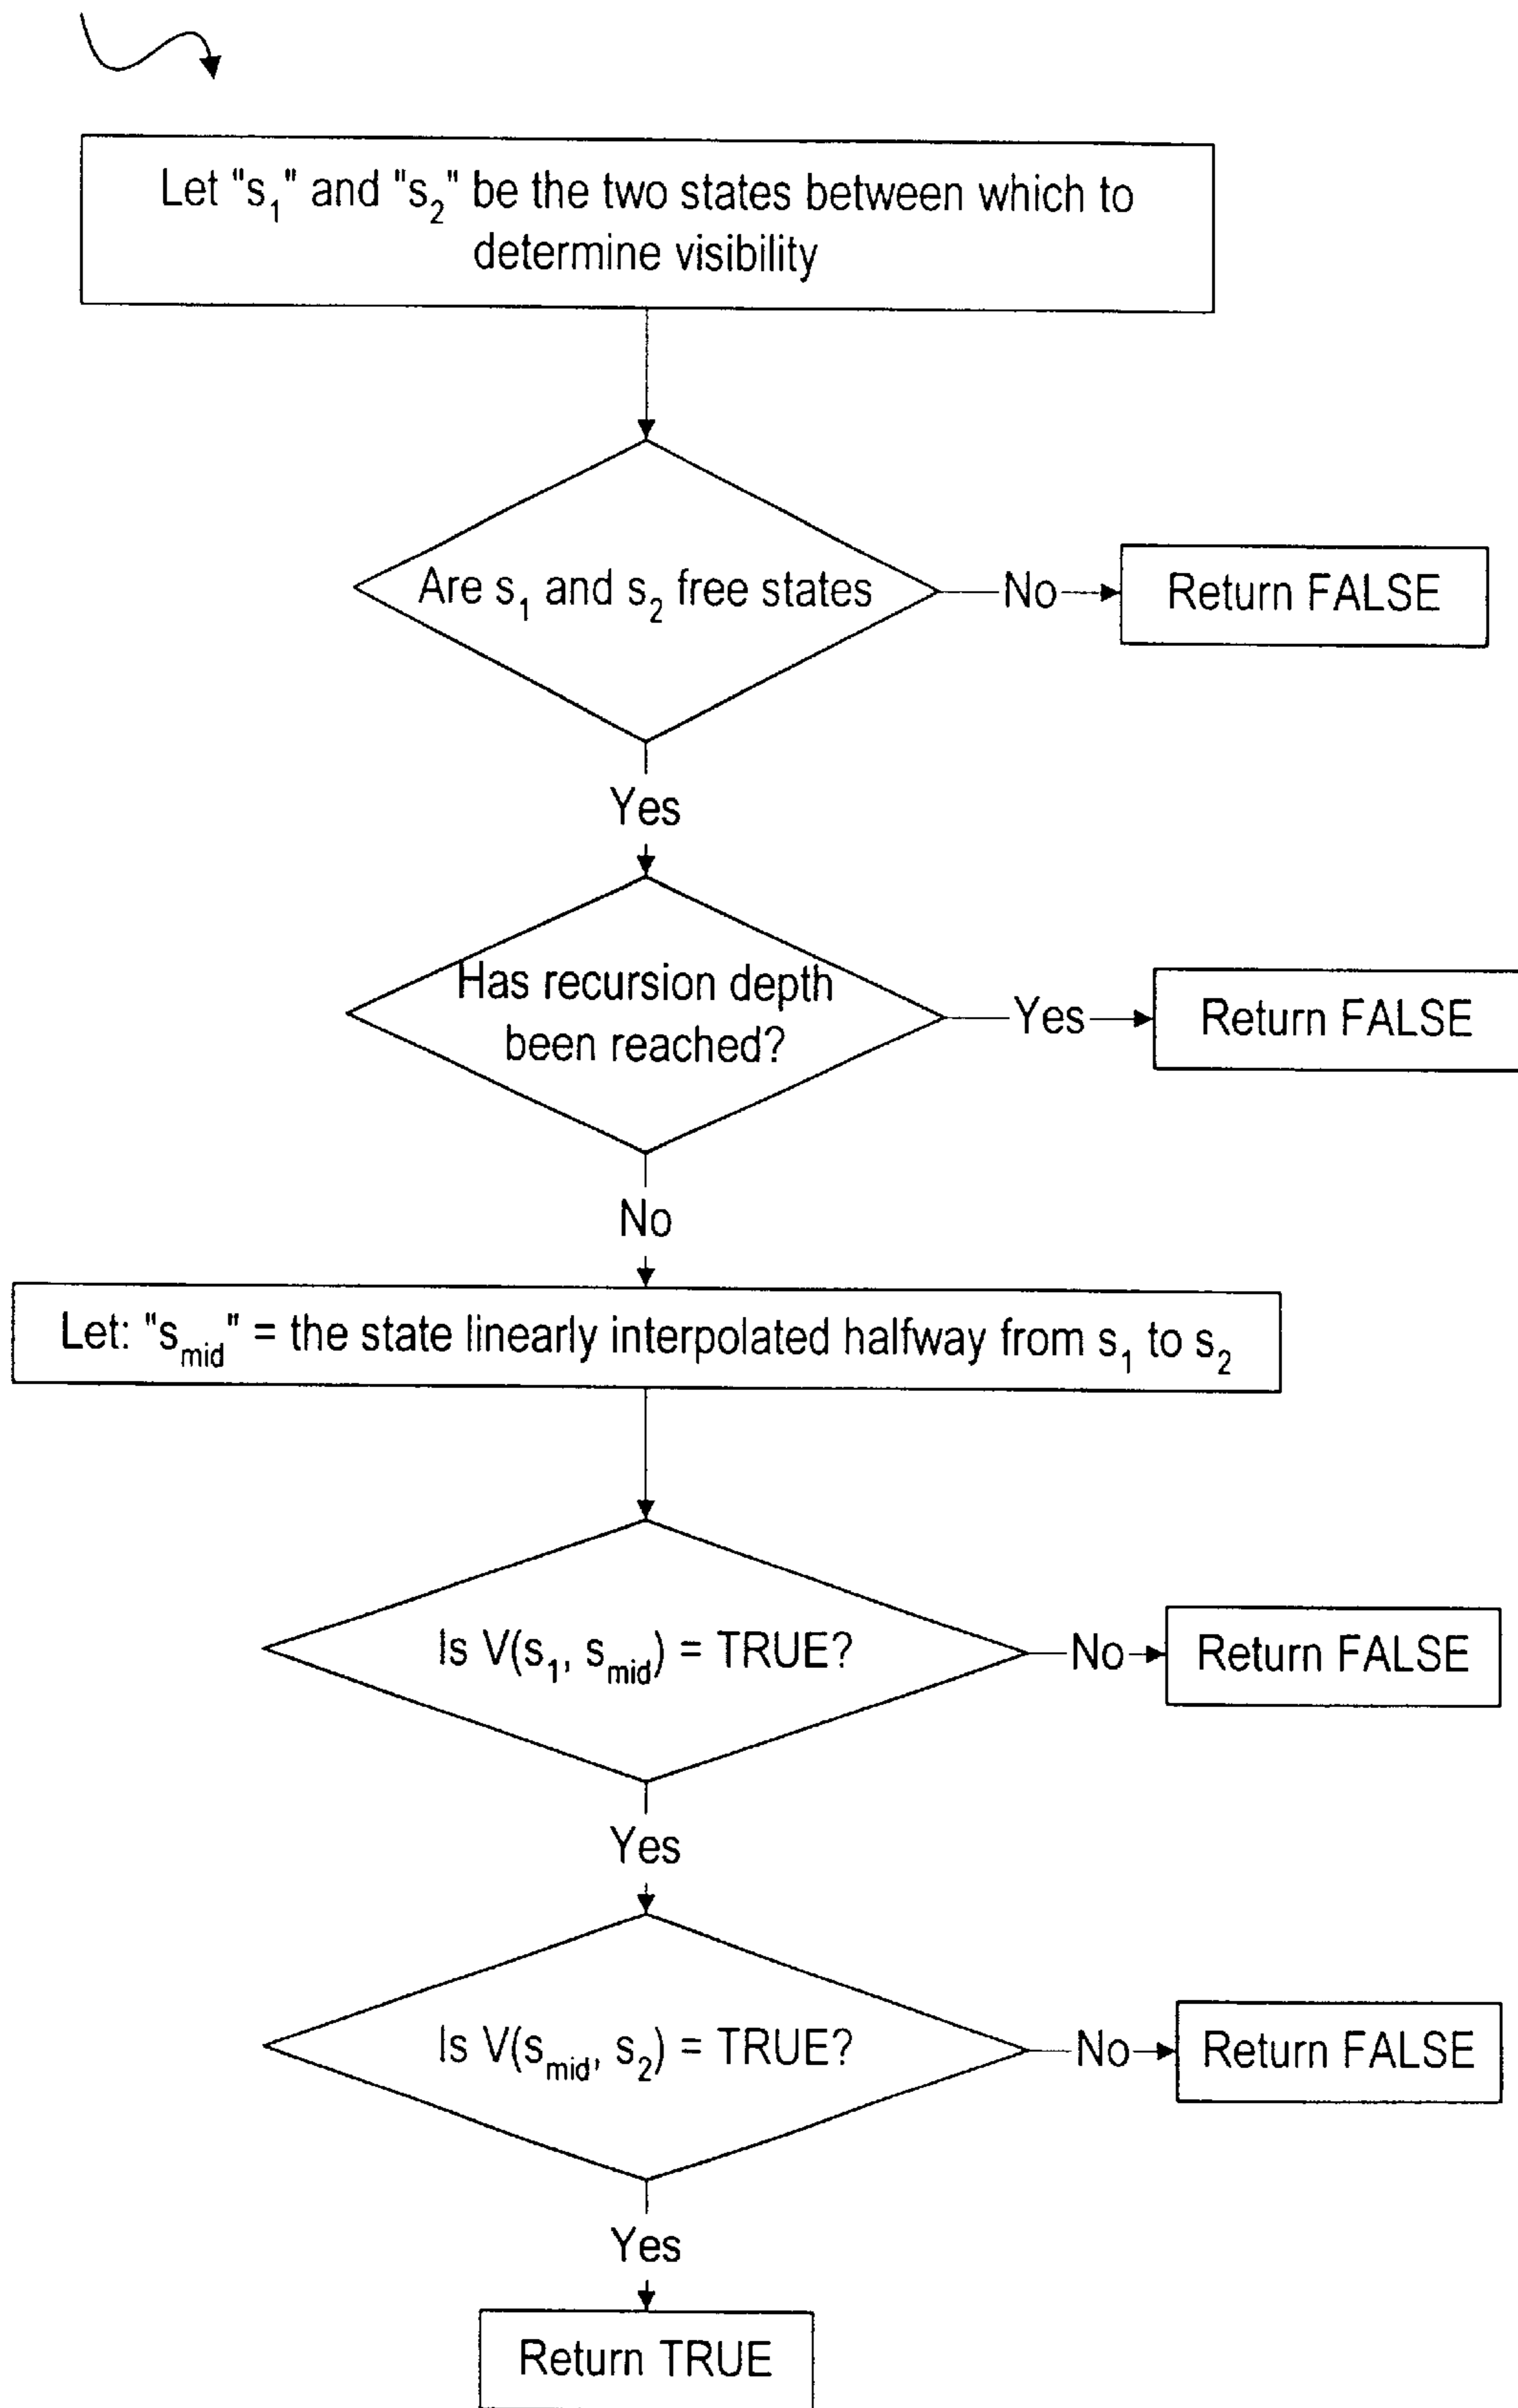 Let "s₁" and "s₂" be the two states between which to
determine visibility
Are s₁ and s₂ free states
No
Return FALSE
Yes
Has recursion depth
been reached?
Yes
Return FALSE
No
Let: "s_mid" = the state linearly interpolated halfway from s₁ to s₂
Is V(s₁, s_mid) = TRUE?
No
Return FALSE
Yes
Is V(s_mid, s₂) = TRUE?
No
Return FALSE
Yes
Return TRUE